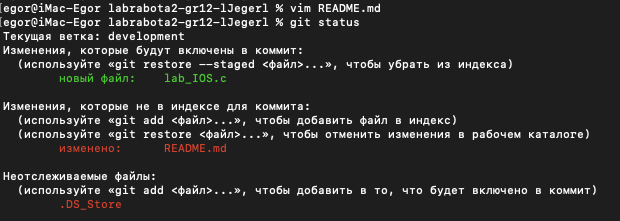 [egor@iMac-Egor labrabota2-gr12-lJegerl % vim README.md
[egor@iMac-Egor labrabota2-gr12-lJegerl % git status
Текущая ветка: development
Изменения, которые будут включены в коммит:
  (используйте «git restore --staged <файл>...», чтобы убрать из индекса)
        новый файл:    lab_IOS.c

Изменения, которые не в индексе для коммита:
  (используйте «git add <файл>...», чтобы добавить файл в индекс)
  (используйте «git restore <файл>...», чтобы отменить изменения в рабочем каталоге)
        изменено:      README.md

Неотслеживаемые файлы:
  (используйте «git add <файл>...», чтобы добавить в то, что будет включено в коммит)
        .DS_Store